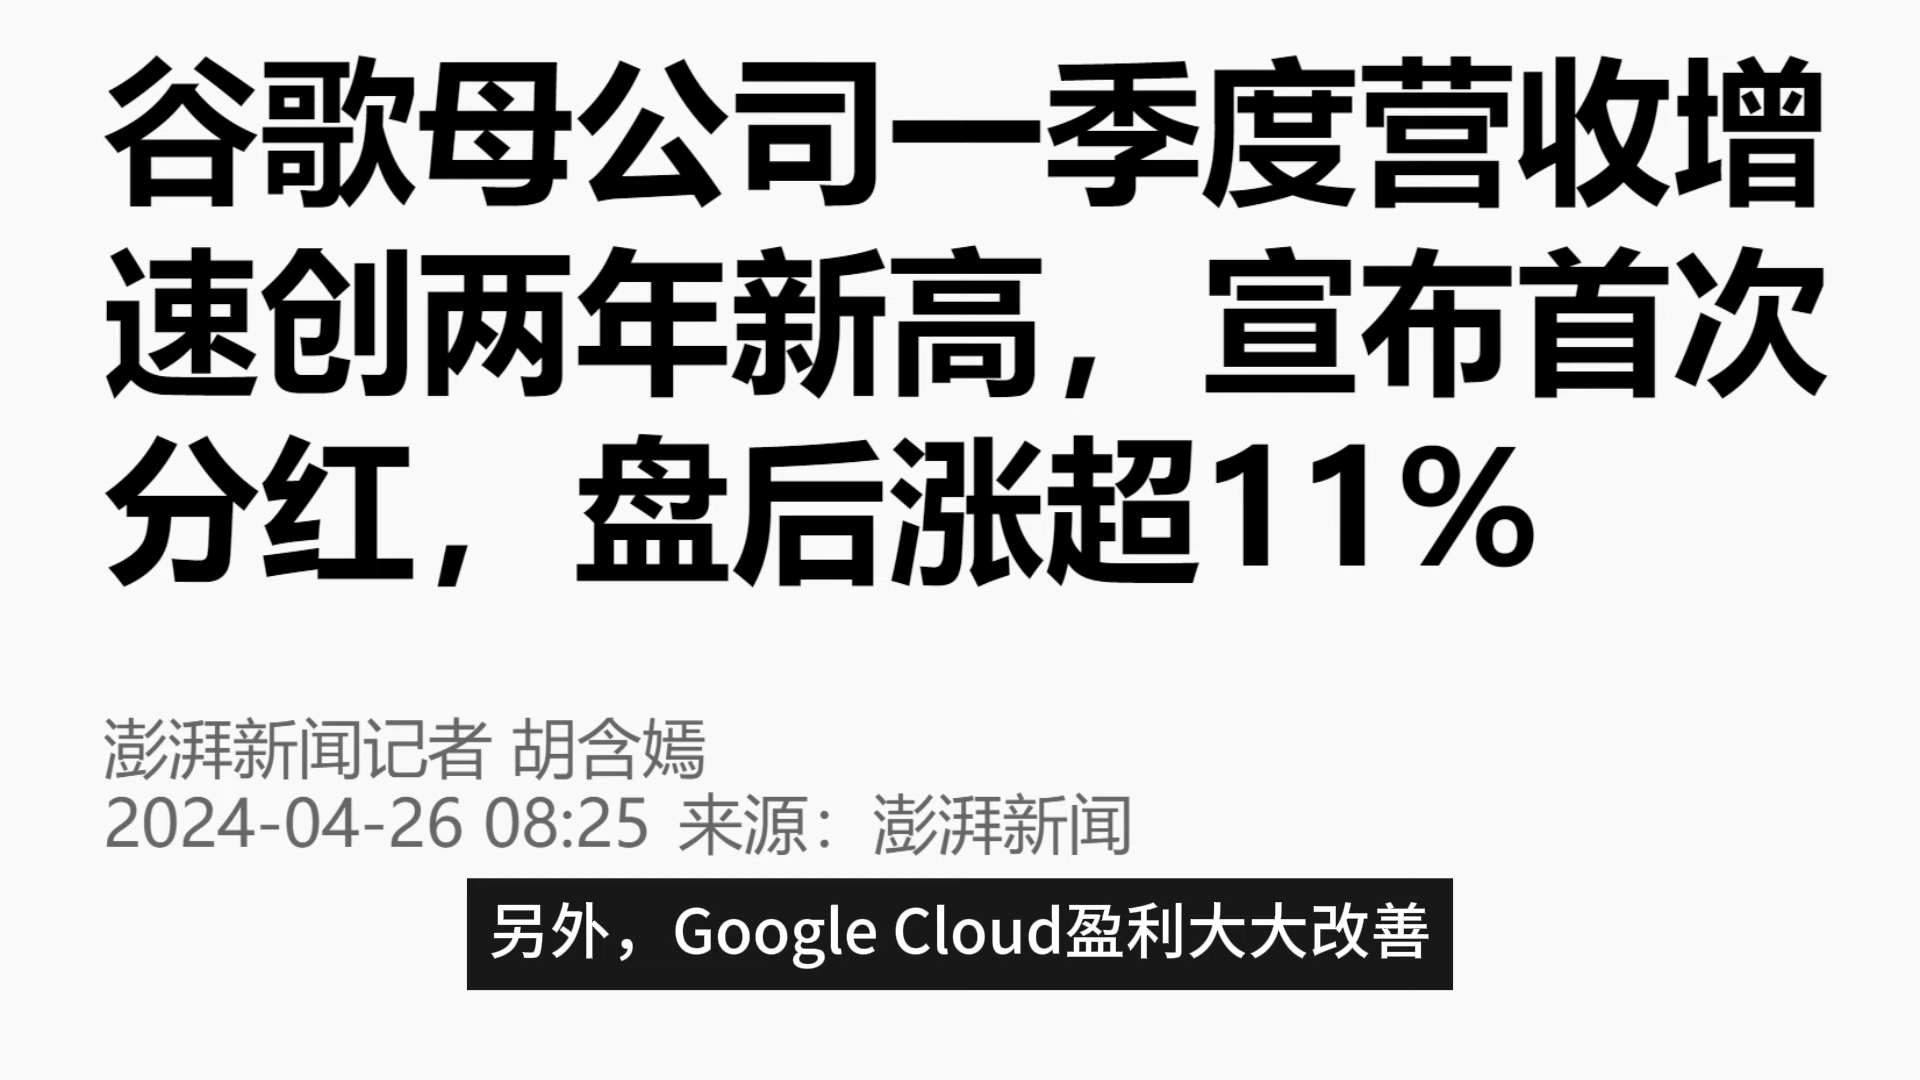 谷歌母公司一季度营收增
速创两年新高，宣布首次
分红，盘后涨超11%
澎湃新闻记者 胡含嫣
2024-04-26 08:25 来源：澎湃新闻
另外，Google Cloud盈利大大改善